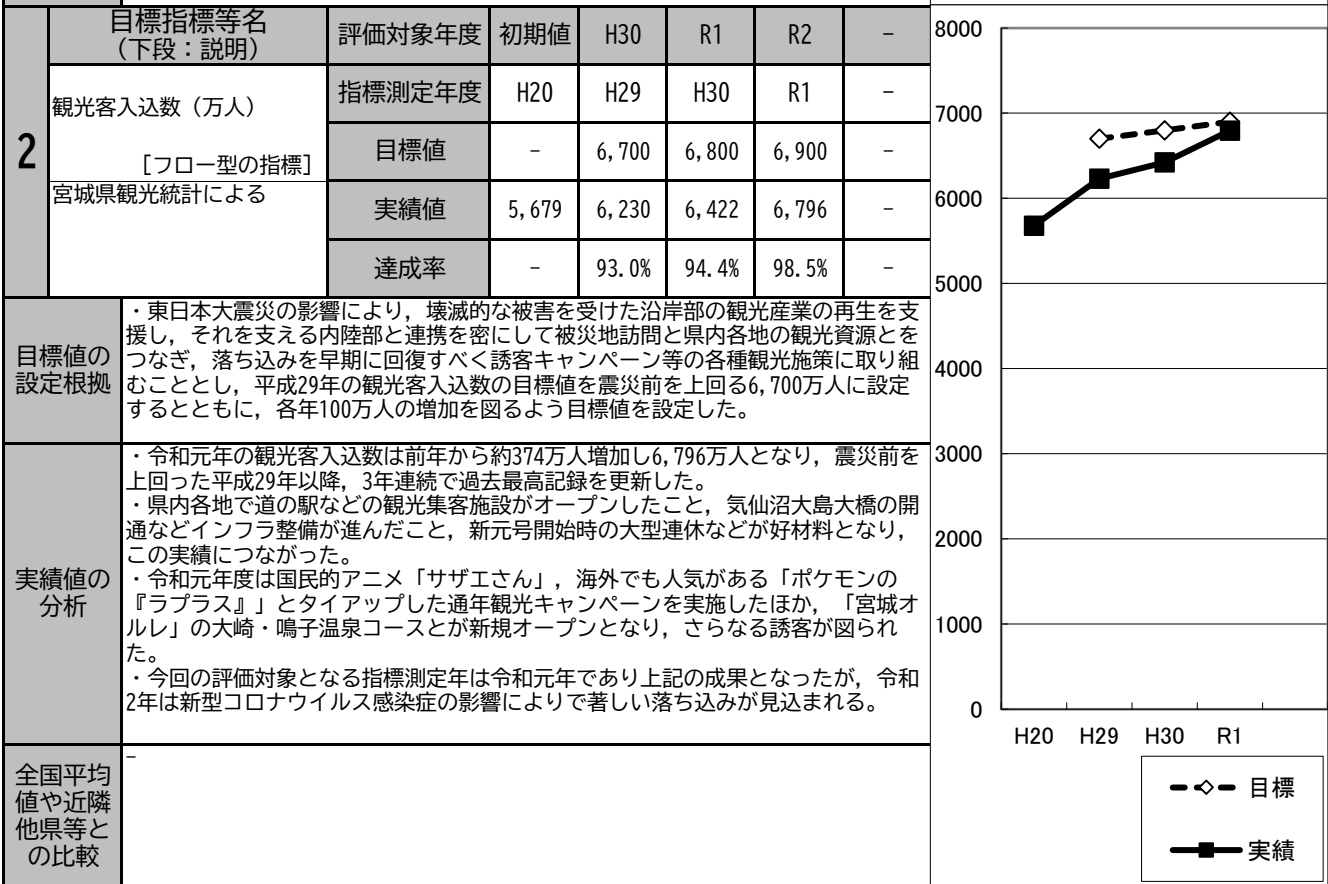 2
目標指標等名
（下段：説明）
評価対象年度 初期値 H30 R1 R2 -
観光客入込数（万人）
[フロー型の指標]
宮城県観光統計による
指標測定年度 H20 H29 H30 R1 -
目標値 - 6,700 6,800 6,900 -
実績値 5,679 6,230 6,422 6,796 -
達成率 - 93.0% 94.4% 98.5% -
目標値の
設定根拠
・東日本大震災の影響により，壊滅的な被害を受けた沿岸部の観光産業の再生を支
援し，それを支える内陸部と連携を密にして被災地訪問と県内各地の観光資源とを
つなぎ，落ち込みを早期に回復すべく誘客キャンペーン等の各種観光施策に取り組
むこととし，平成29年の観光客入込数の目標値を震災前を上回る6,700万人に設定
するとともに，各年100万人の増加を図るよう目標値を設定した。
実績値の
分析
・令和元年の観光客入込数は前年から約374万人増加し6,796万人となり，震災前を
上回った平成29年以降，3年連続で過去最高記録を更新した。
・県内各地で道の駅などの観光集客施設がオープンしたこと，気仙沼大島大橋の開
通などインフラ整備が進んだこと，新元号開始時の大型連休などが好材料となり，
この実績につながった。
・令和元年度は国民的アニメ「サザエさん」，海外でも人気がある「ポケモンの
『ラプラス』」とタイアップした通年観光キャンペーンを実施したほか，「宮城オ
ルレ」の大崎・鳴子温泉コースとが新規オープンとなり，さらなる誘客が図られ
た。
・今回の評価対象となる指標測定年は令和元年であり上記の成果となったが，令和
2年は新型コロナウイルス感染症の影響によりで著しい落ち込みが見込まれる。
全国平均
値や近隣
他県等と
の比較
-
8000
7000
6000
5000
4000
3000
2000
1000
0
H20 H29 H30 R1
目標
実績